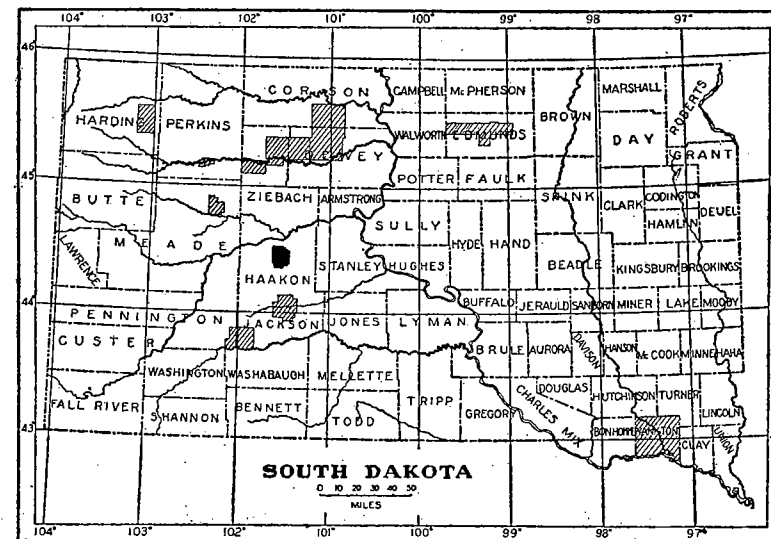 104° 103° 102° 101° 100° 99° 98° 97°
46
CORSON CAMPBELL McPHERSON MARSHALL
HARDING PERKINS BROWN ROBERTS
WALWORTH EDMUNDS DAY
DEWEY GRANT
45
POTTER FAULK
BUTTE ZIEBACH ARMSTRONG SPINK CLARK CODINGTON DEUEL
SULLY HAMLIN
MEADE HYDE HAND
LAWRENCE STANLEY HUGHES BEADLE KINGSBURY BROOKINGS
HAAKON
44
BUFFALO JERAULD SANBORN MINER LAKE MOODY
PENNINGTON JACKSON JONES LYMAN
CUSTER BRULE AURORA DAVISON HANSON McCOOK MINNEHAHA
WASHINGTON WASHABAUGH MELLETTE DOUGLAS
HUTCHINSON TURNER
FALL RIVER SHANNON BENNETT TODD TRIPP GREGORY CHARLES MIX LINCOLN
43
BONHOMME YANKTON CLAY UNION
SOUTH DAKOTA
0 10 20 30 40 50
MILES
104° 103° 102° 101° 100° 99° 98° 97°